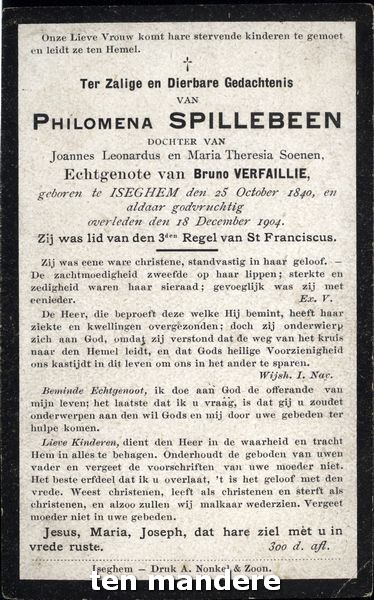 Onze Lieve Vrouw komt hare stervende kinderen te gemoet
en leidt ze ten Hemel.
†
Ter Zalige en Dierbare Gedachtenis
VAN
PHILOMENA SPILLEBEEN
DOCHTER VAN
Joannes Leonardus en Maria Theresia Soenen,
Echtgenote van Bruno VERFAILLIE,
geboren te ISEGHEM den 25 October 1840, en
aldaar godvruchtig
overleden den 18 December 1904.
Zij was lid van den 3den Regel van St Franciscus.
Zij was eene ware christene, standvastig in haar geloof. –
De zachtmoedigheid zweefde op haar lippen; sterkte en
zedigheid waren haar sieraad; gevoeglijk was zij met
eenieder. Ex. V.
De Heer, die beproeft deze welke Hij bemint, heeft haar
ziekte en kwellingen overgezonden; doch zij onderwierp
zich aan God, omdat zij verstond dat de weg van het kruis
naar den Hemel leidt, en dat Gods heilige Voorzienigheid
ons kastijdt in dit leven om ons in het ander te sparen.
Wijsh. I. Nav.
Beminde Echtgenoot, ik doe aan God de offerande van
mijn leven; het laatste dat ik u vraag, is dat gij u zoudet
onderwerpen aan den wil Gods en mij door uwe gebeden ter
hulpe komen.
Lieve Kinderen, dient den Heer in de waarheid en tracht
Hem in alles te behagen. Onderhoudt de geboden van uwen
vader en vergeet de voorschriften van uwe moeder niet.
Het beste erfdeel dat ik u overlaat, 't is het geloof met den
vrede. Weest christenen, leeft als christenen en sterft als
christenen, en alzoo zullen wij malkaar wederzien. Vergeet
moeder niet in uwe gebeden.
Jesus, Maria, Joseph, dat hare ziel mèt u in
vrede ruste. 300 d. afl.
Iseghem – Druk A. Nonkel & Zoon.
ten mandere